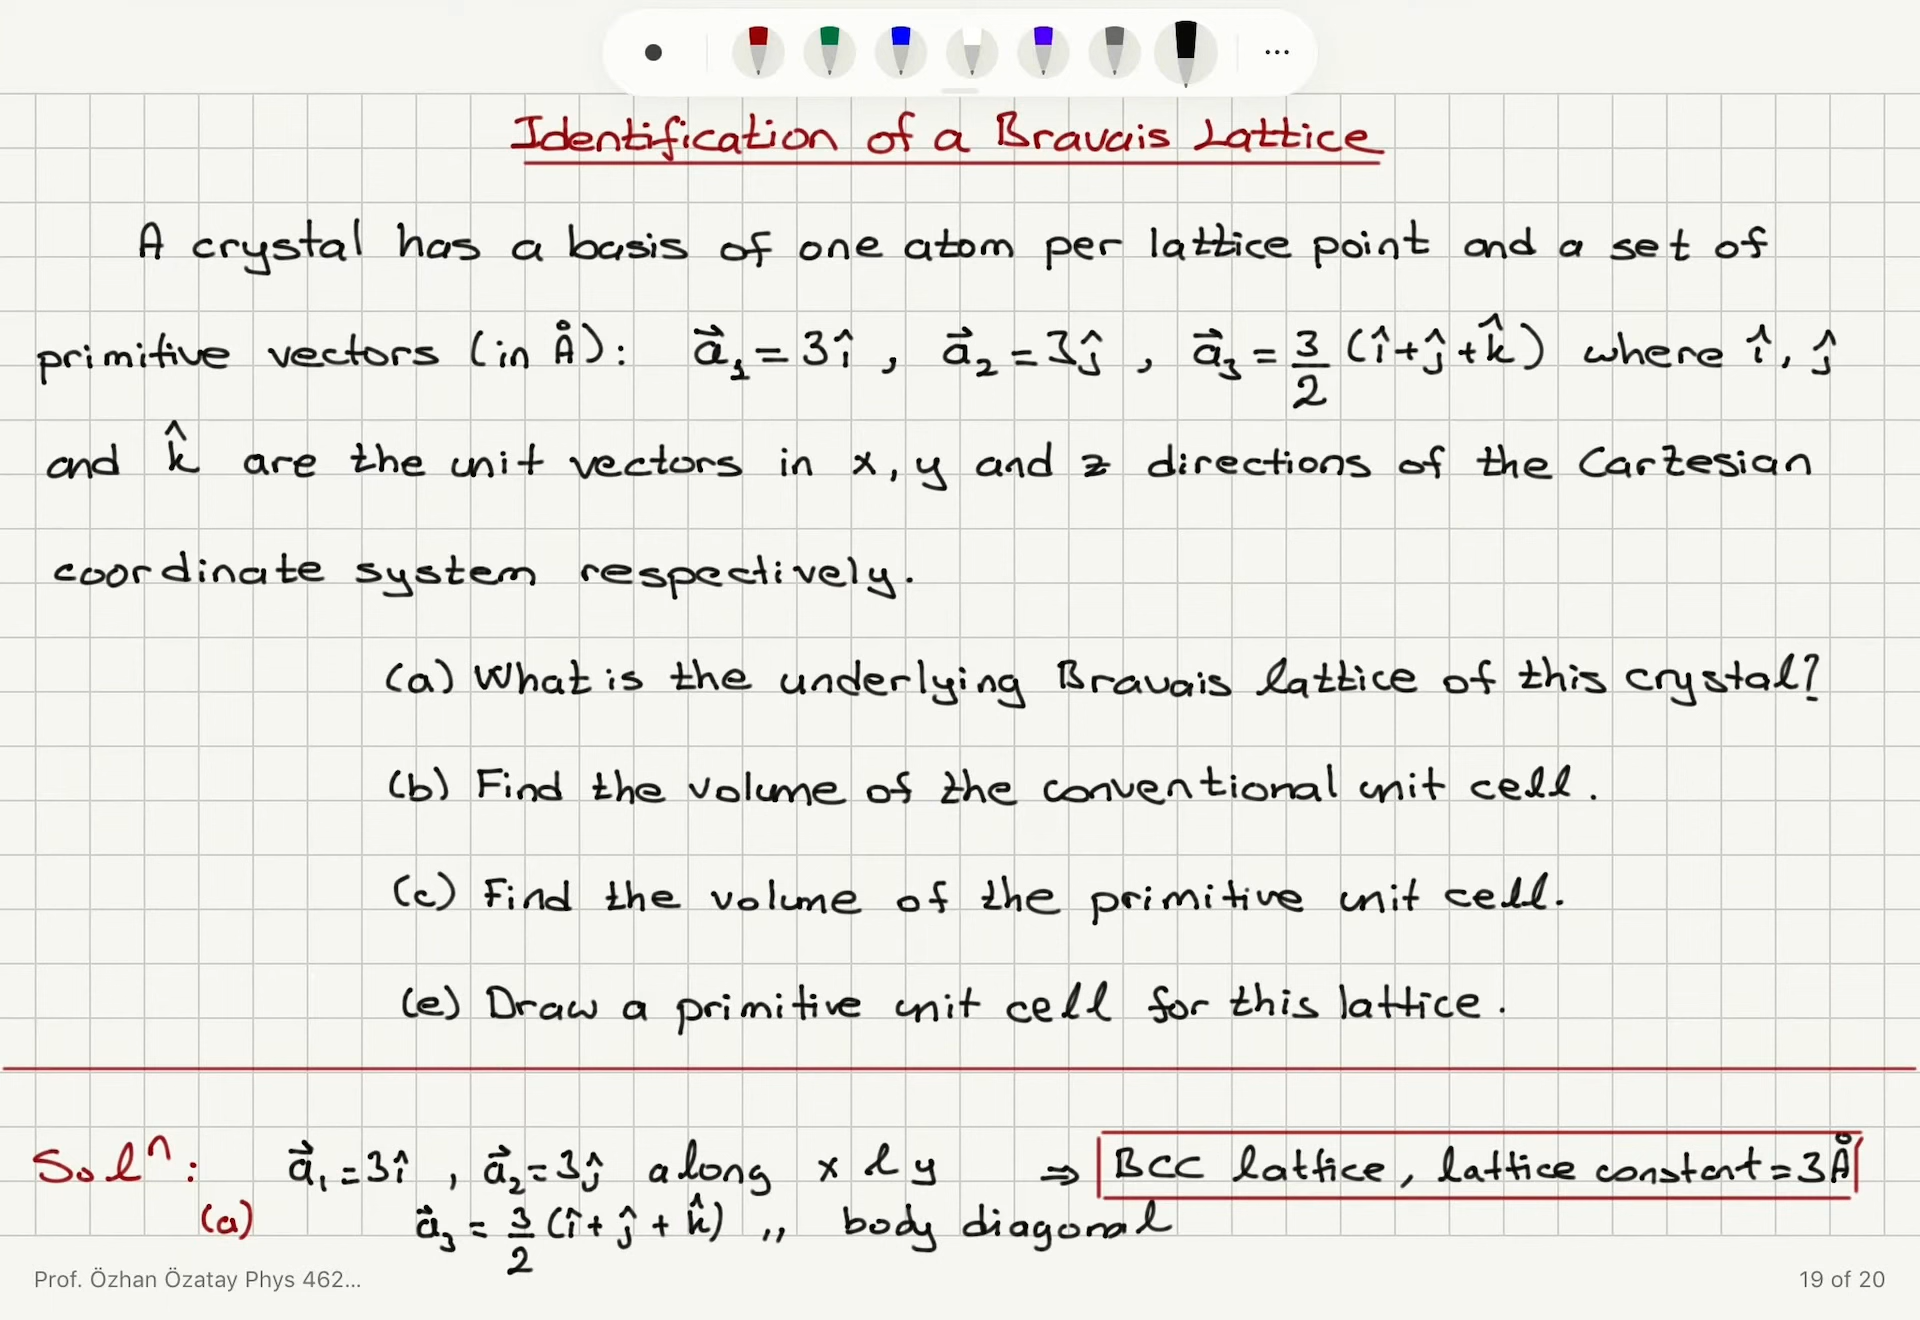 Identification of a Bravais Lattice
A crystal has a basis of one atom per lattice point and a set of
primitive vectors (in Å): a⃗₁ = 3î , a⃗₂ = 3ĵ , a⃗₃ = 3/2 (î+ĵ+k̂) where î, ĵ
and k̂ are the unit vectors in x, y and z directions of the Cartesian
coordinate system respectively.
(a) What is the underlying Bravais lattice of this crystal?
(b) Find the volume of the conventional unit cell.
(c) Find the volume of the primitive unit cell.
(e) Draw a primitive unit cell for this lattice.
Solⁿ: a⃗₁ = 3î , a⃗₂ = 3ĵ along x & y ⇒ BCC lattice, lattice constant = 3Å
(a) a⃗₃ = 3/2 (î + ĵ + k̂) ,, body diagonal
Prof. Özhan Özatay Phys 462...
19 of 20